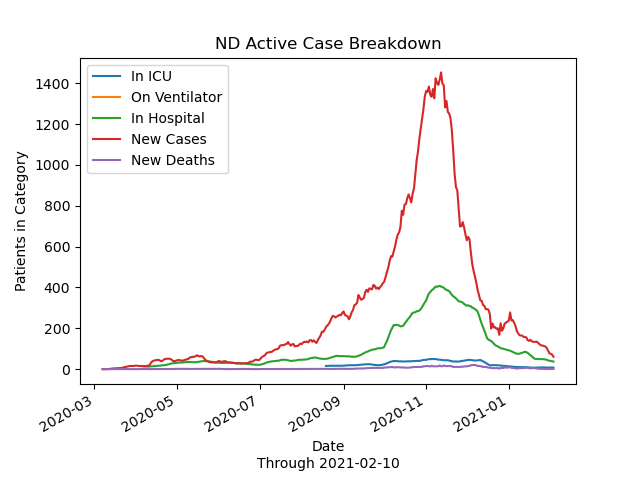 ND Active Case Breakdown
In ICU
On Ventilator
In Hospital
New Cases
New Deaths
Patients in Category
1400
1200
1000
800
600
400
200
0
2020-03
2020-05
2020-07
2020-09
2020-11
2021-01
Date
Through 2021-02-10